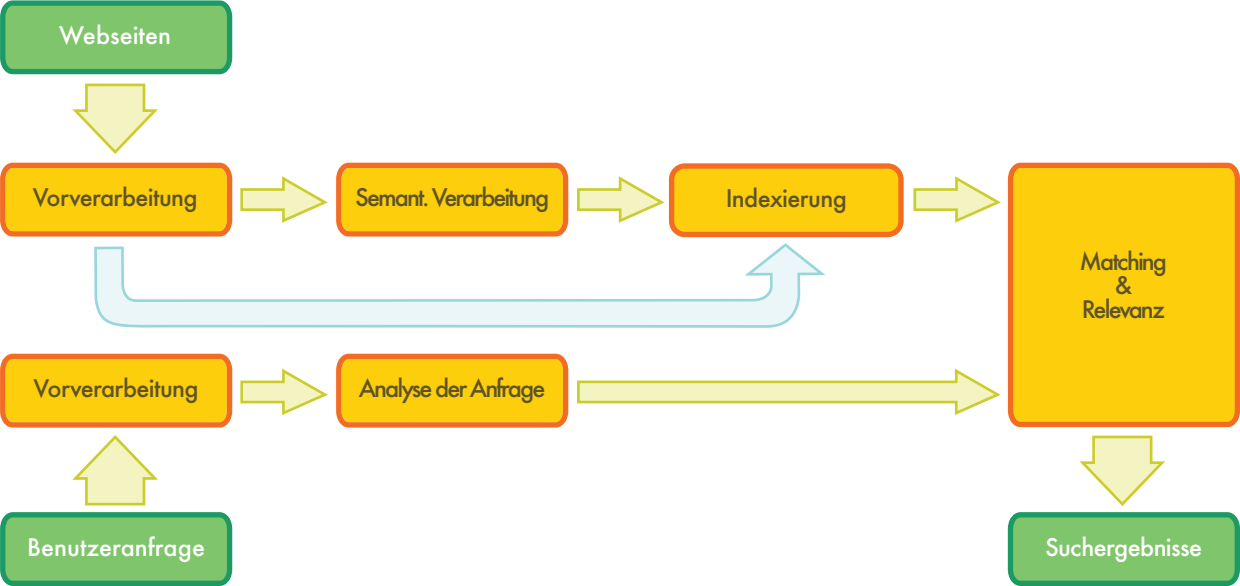 Webseiten
Vorverarbeitung
Semant. Verarbeitung
Indexierung
Matching
&
Relevanz
Vorverarbeitung
Analyse der Anfrage
Benutzeranfrage
Suchergebnisse